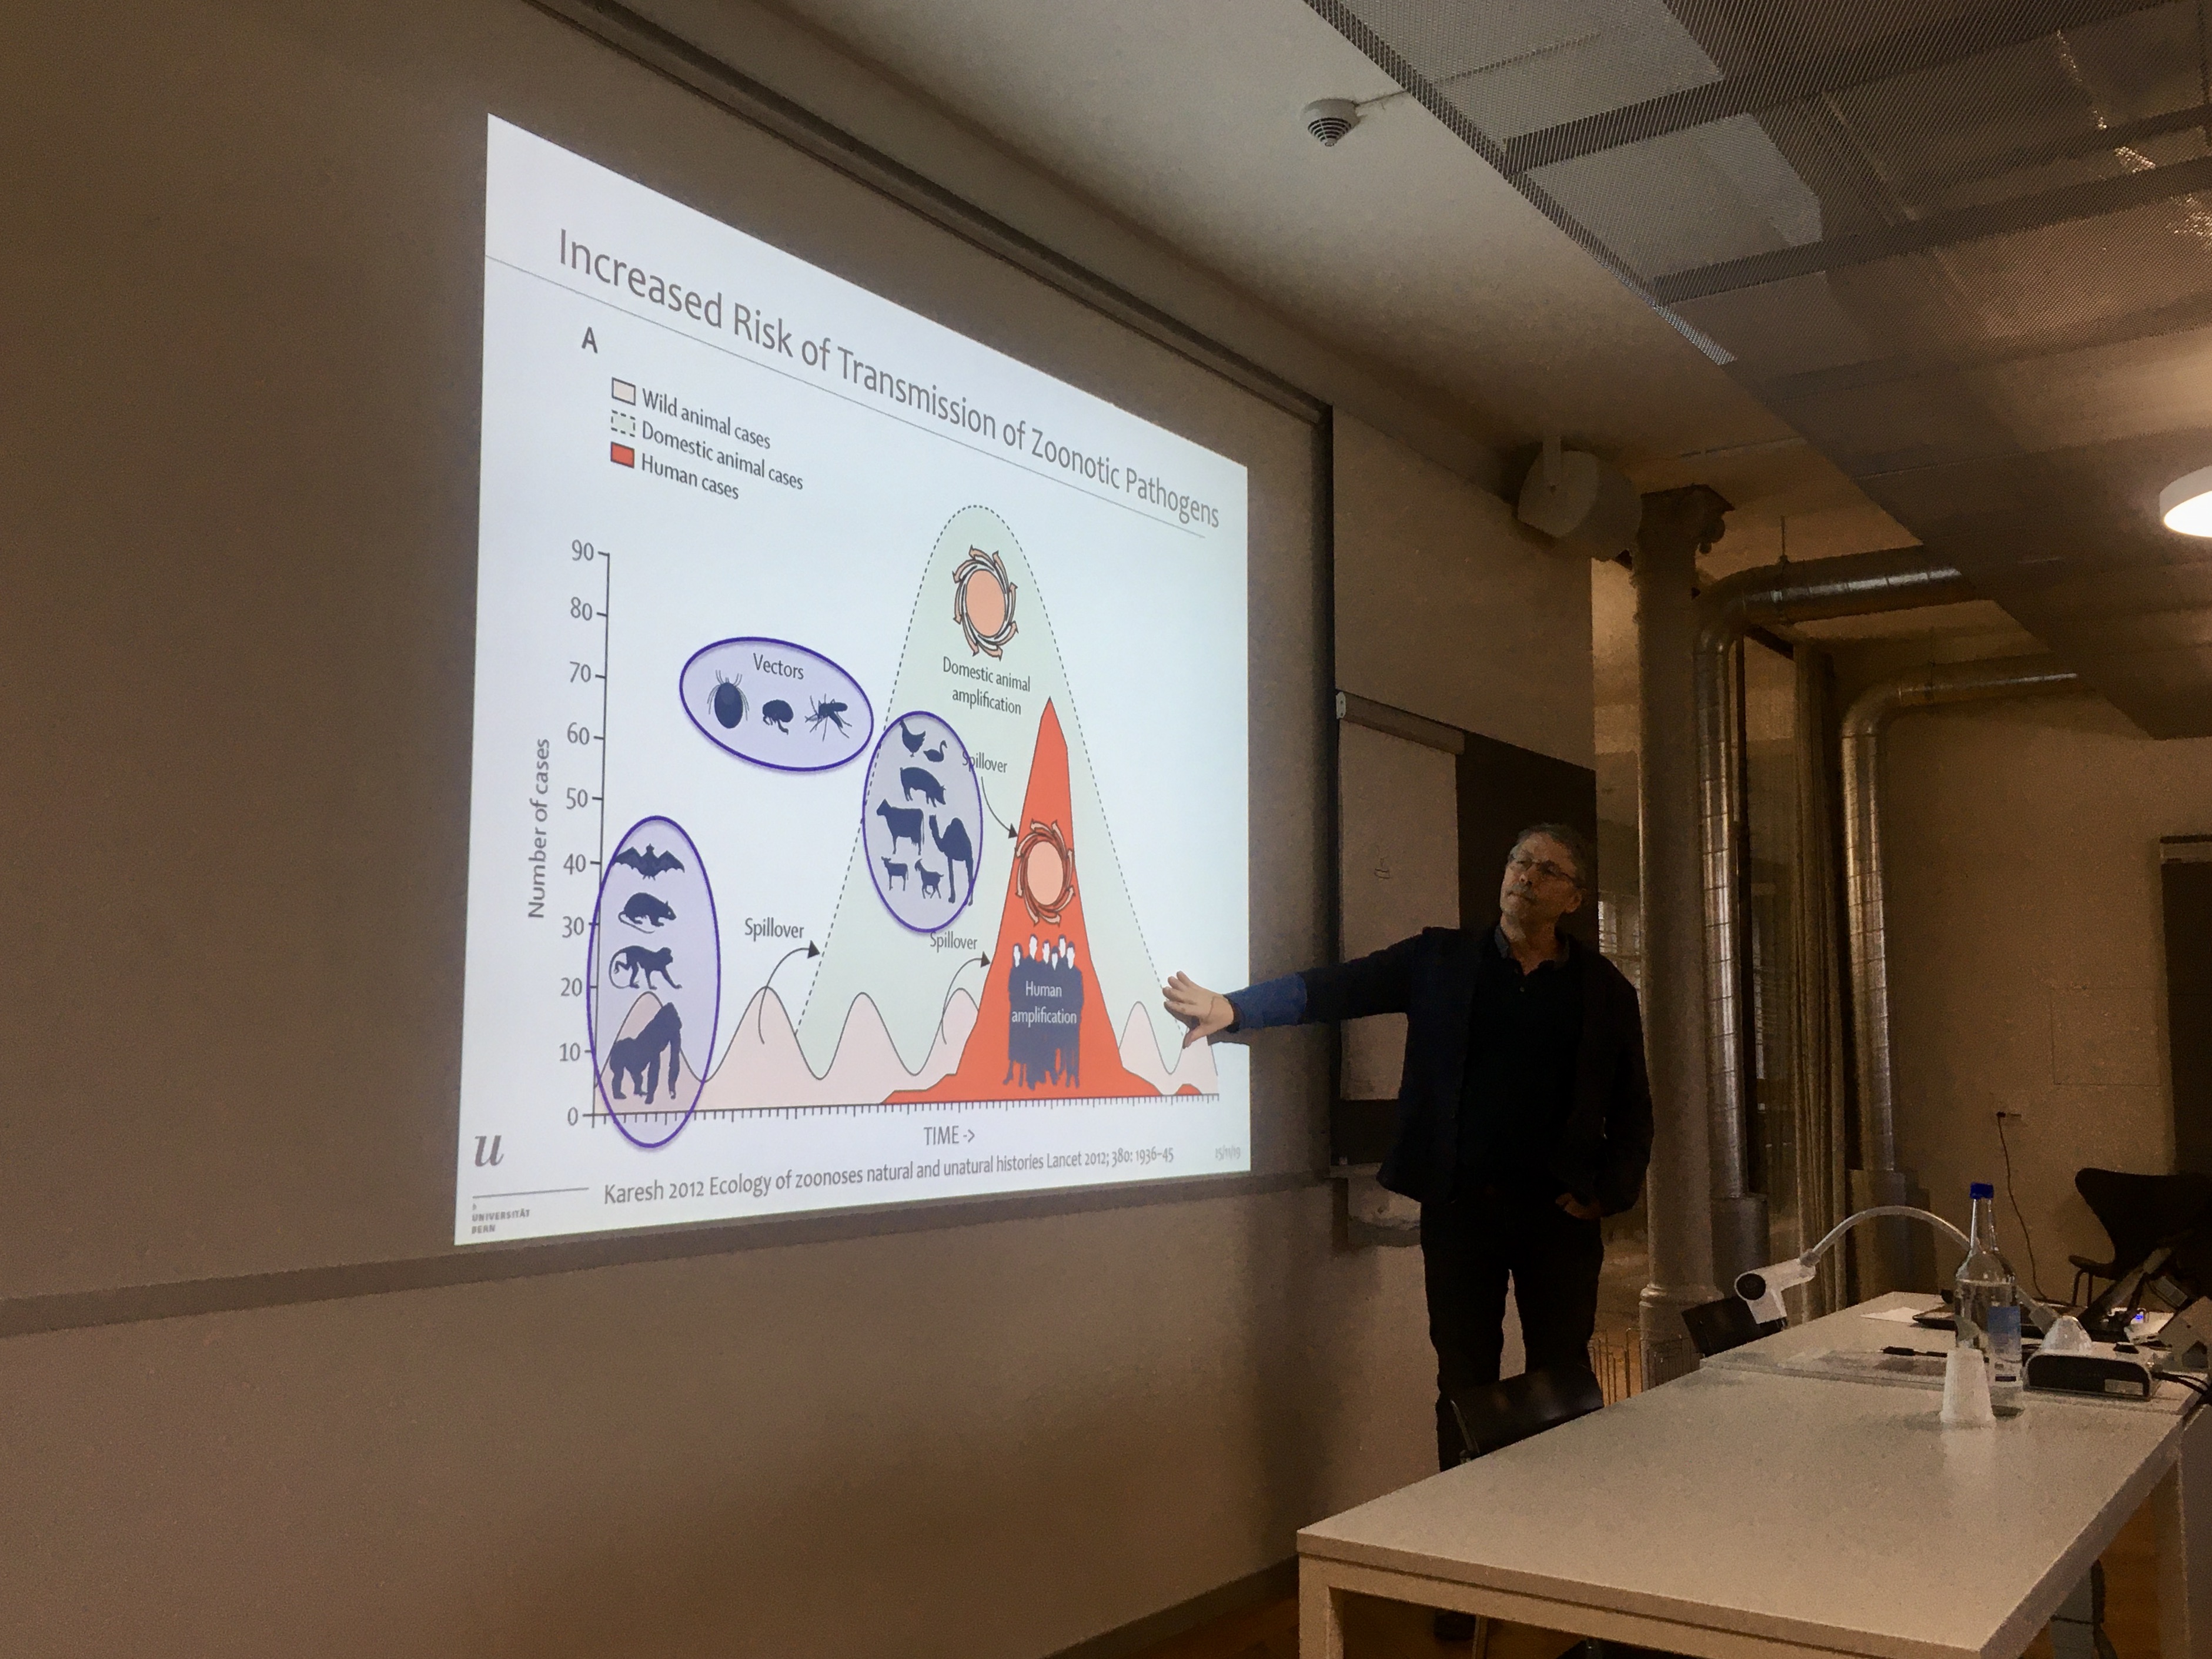 Increased Risk of Transmission of Zoonotic Pathogens
A
Wild animal cases
Domestic animal cases
Human cases
Number of cases
90
80
70
60
50
40
30
20
10
0
Vectors
Domestic animal
amplification
Spillover
Spillover
Spillover
Human
amplification
TIME ->
Karesh 2012 Ecology of zoonoses natural and unatural histories Lancet 2012; 380: 1936–45
15/11/19
u
b
UNIVERSITÄT
BERN